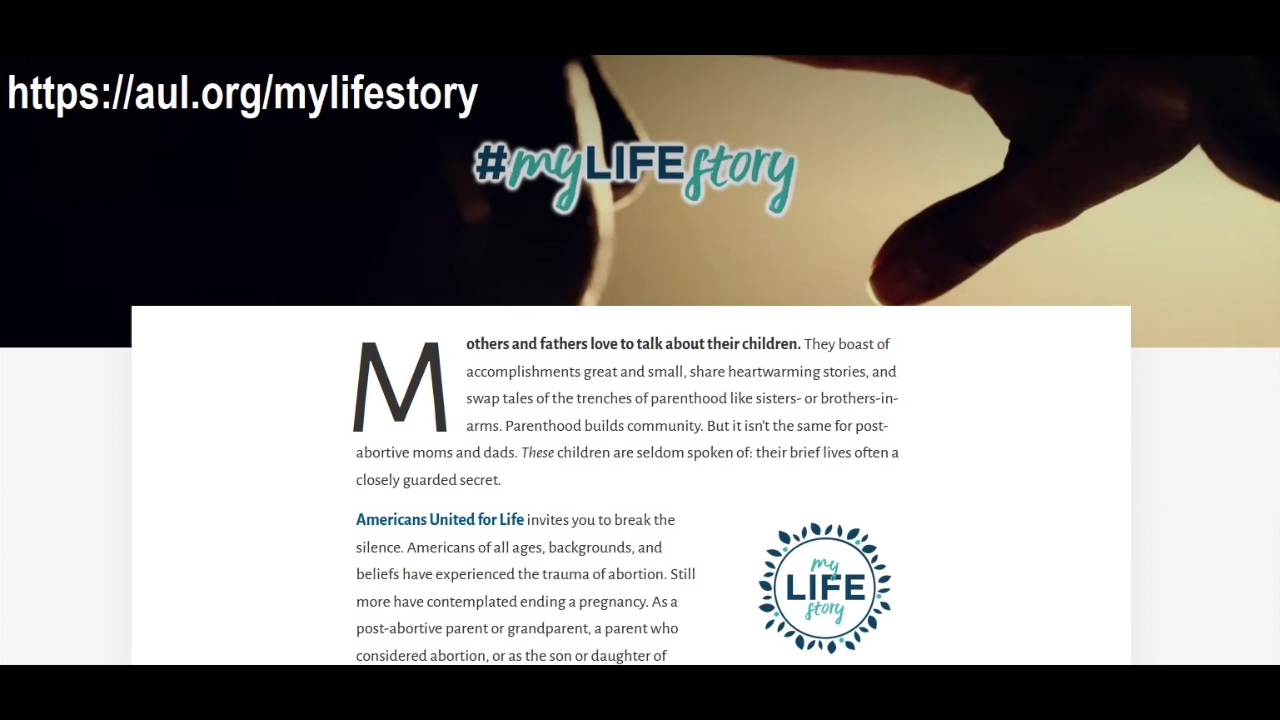 https://aul.org/mylifestory
#myLIFEstory
Mothers and fathers love to talk about their children. They boast of
accomplishments great and small, share heartwarming stories, and
swap tales of the trenches of parenthood like sisters- or brothers-in-
arms. Parenthood builds community. But it isn't the same for post-
abortive moms and dads. These children are seldom spoken of: their brief lives often a
closely guarded secret.
Americans United for Life invites you to break the
silence. Americans of all ages, backgrounds, and
beliefs have experienced the trauma of abortion. Still
more have contemplated ending a pregnancy. As a
post-abortive parent or grandparent, a parent who
considered abortion, or as the son or daughter of
my
LIFE
story